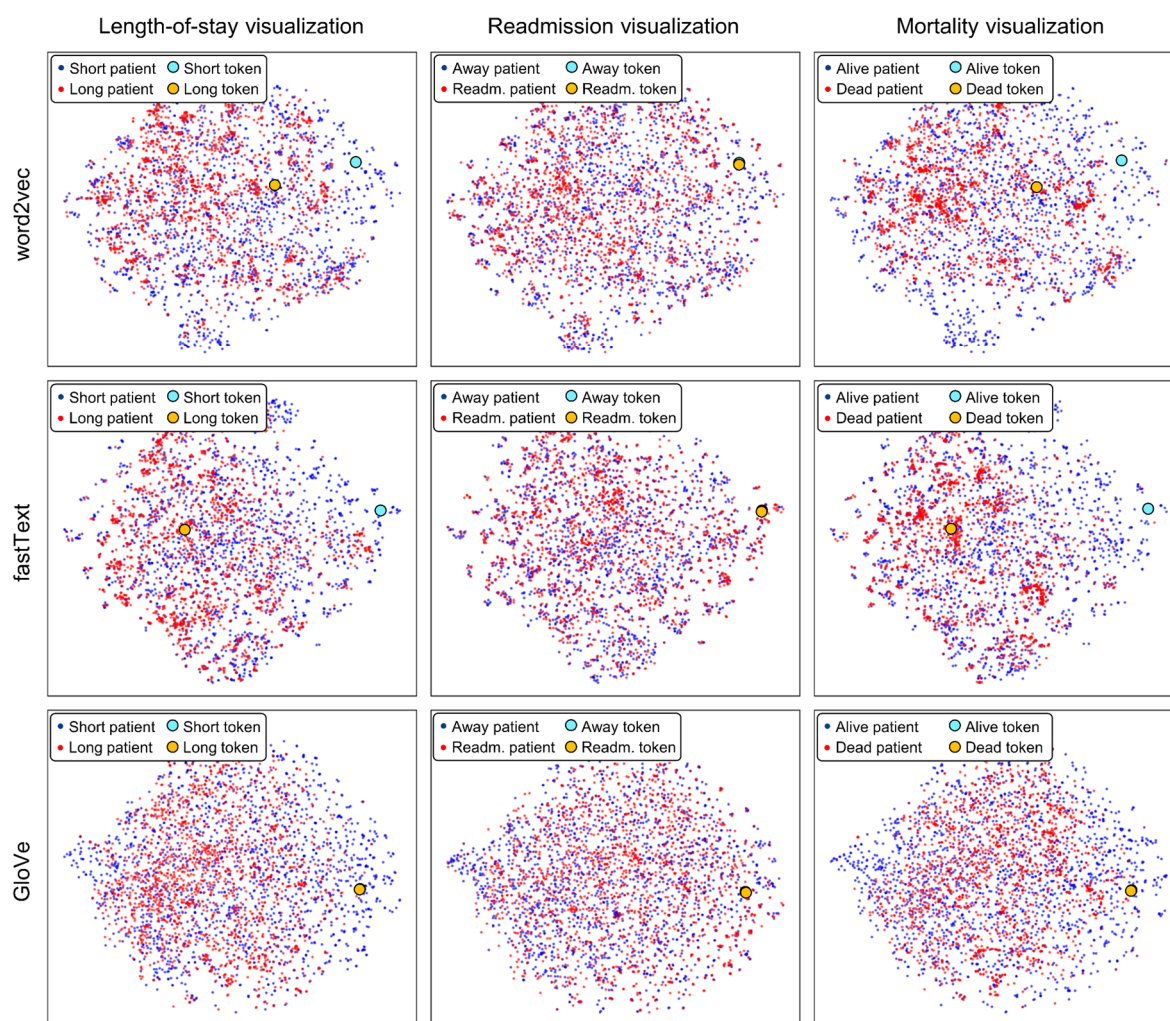 Length-of-stay visualization Readmission visualization Mortality visualization
word2vec
Short patient Short token
Long patient Long token
Away patient Away token
Readm. patient Readm. token
Alive patient Alive token
Dead patient Dead token
fastText
Short patient Short token
Long patient Long token
Away patient Away token
Readm. patient Readm. token
Alive patient Alive token
Dead patient Dead token
GloVe
Short patient Short token
Long patient Long token
Away patient Away token
Readm. patient Readm. token
Alive patient Alive token
Dead patient Dead token